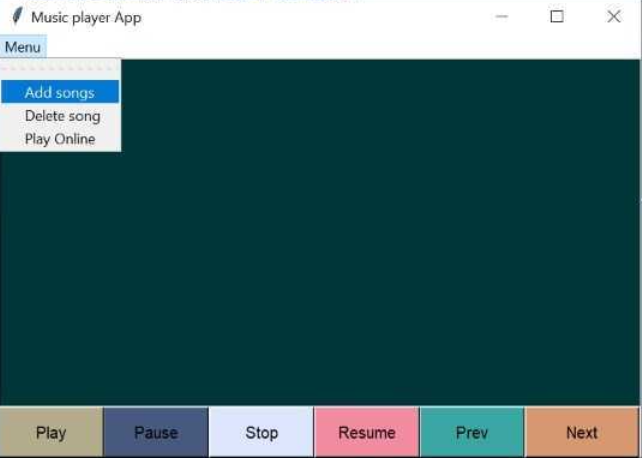 Music player App
Menu
Add songs
Delete song
Play Online
Play Pause Stop Resume Prev Next